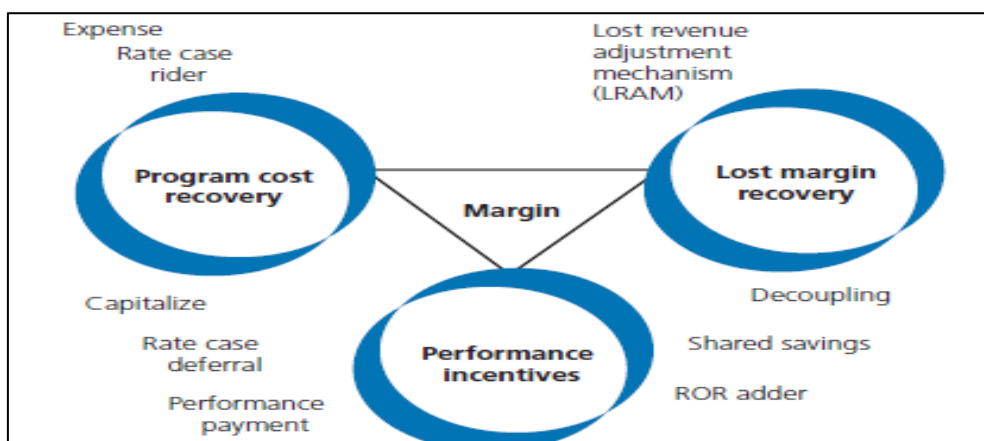 Expense
Rate case
rider
Lost revenue
adjustment
mechanism
(LRAM)
Program cost
recovery
Margin
Lost margin
recovery
Capitalize
Decoupling
Rate case
deferral
Performance
incentives
Shared savings
Performance
payment
ROR adder